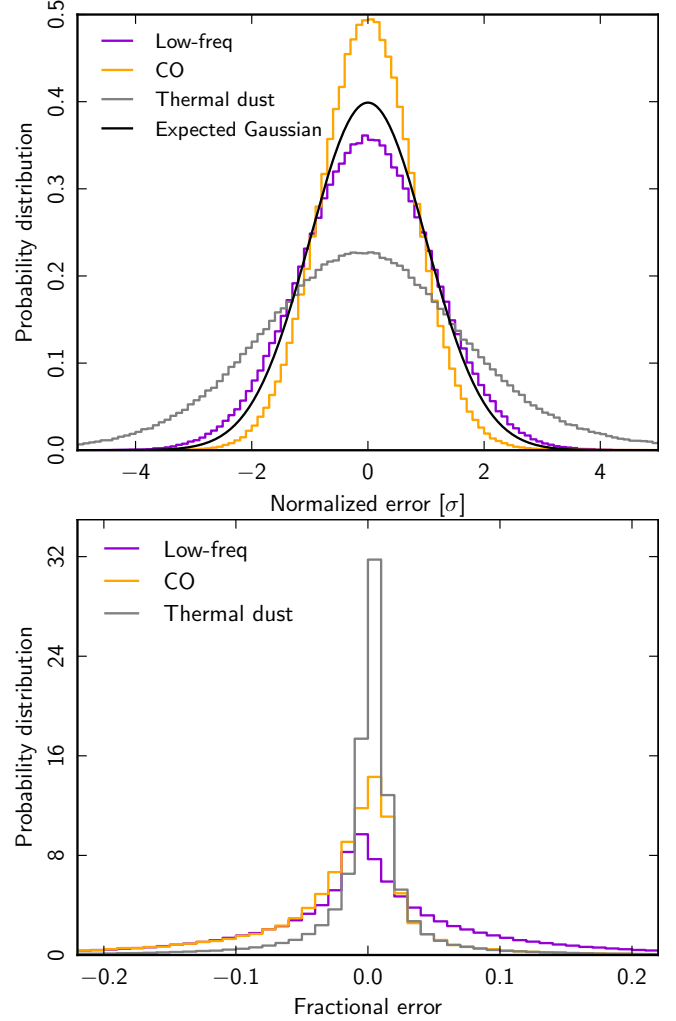 0.5
Low-freq
CO
Thermal dust
Expected Gaussian
0.4
0.3
0.2
0.1
0.0
Probability distribution
−4 −2 0 2 4
Normalized error [σ]
Low-freq
CO
Thermal dust
32
24
16
8
0
Probability distribution
−0.2 −0.1 0.0 0.1 0.2
Fractional error